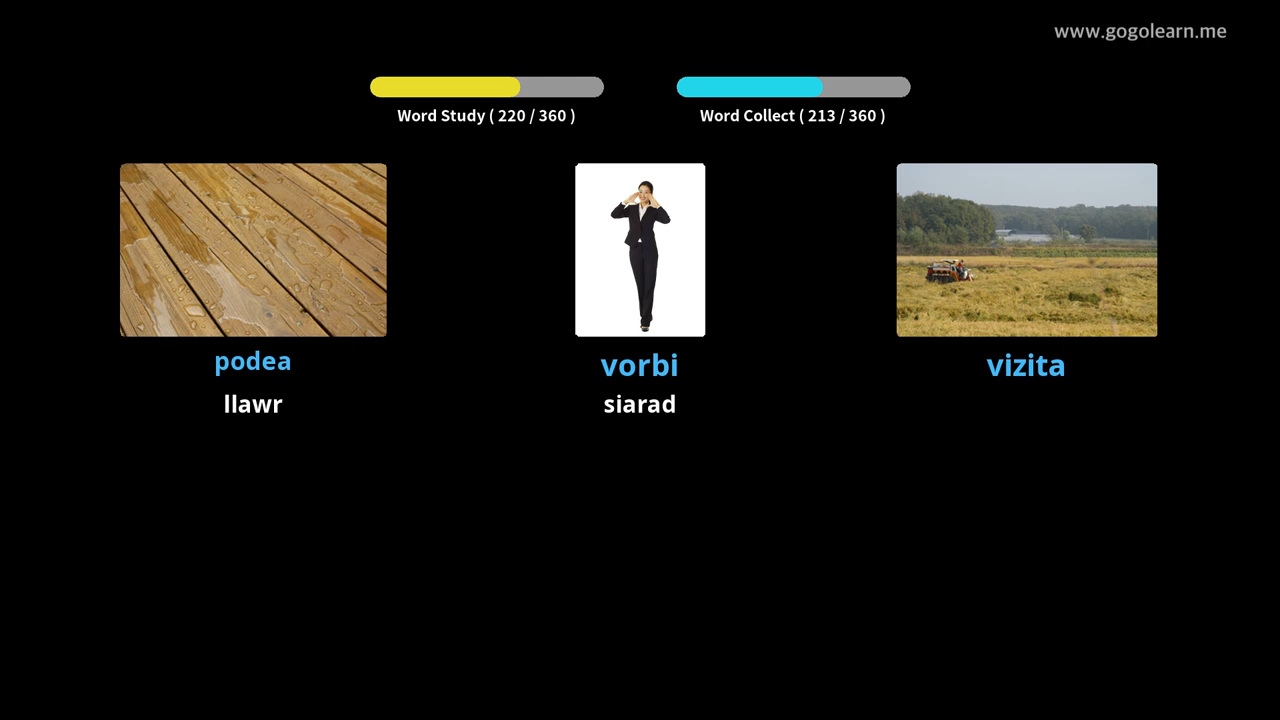 www.gogolearn.me
Word Study ( 220 / 360 )
Word Collect ( 213 / 360 )
podea
vorbi
vizita
llawr
siarad